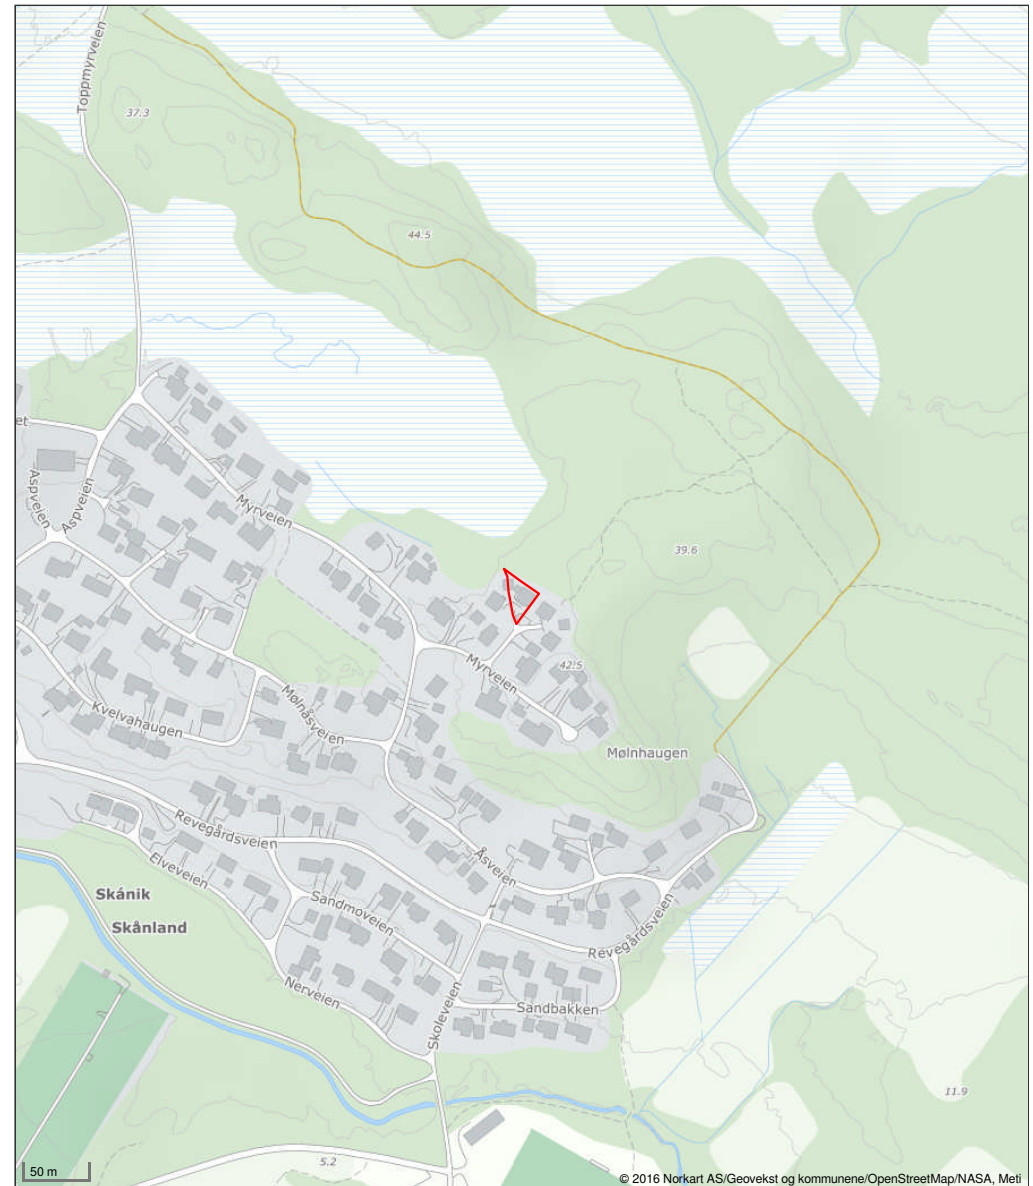 Toppmyrveien
37.3
44.5
et
Aspveien
Aspveien
Myrveien
39.6
Myrveien
42.5
Kvelvahaugen
Mølnåsveien
Mølnhaugen
Revegårdsveien
Elveveien
Åsveien
Skánik
Skånland
Sandmoveien
Revegårdsveien
Nerveien
Skoleveien
Sandbakken
11.9
5.2
50 m
© 2016 Norkart AS/Geovekst og kommunene/OpenStreetMap/NASA, Meti